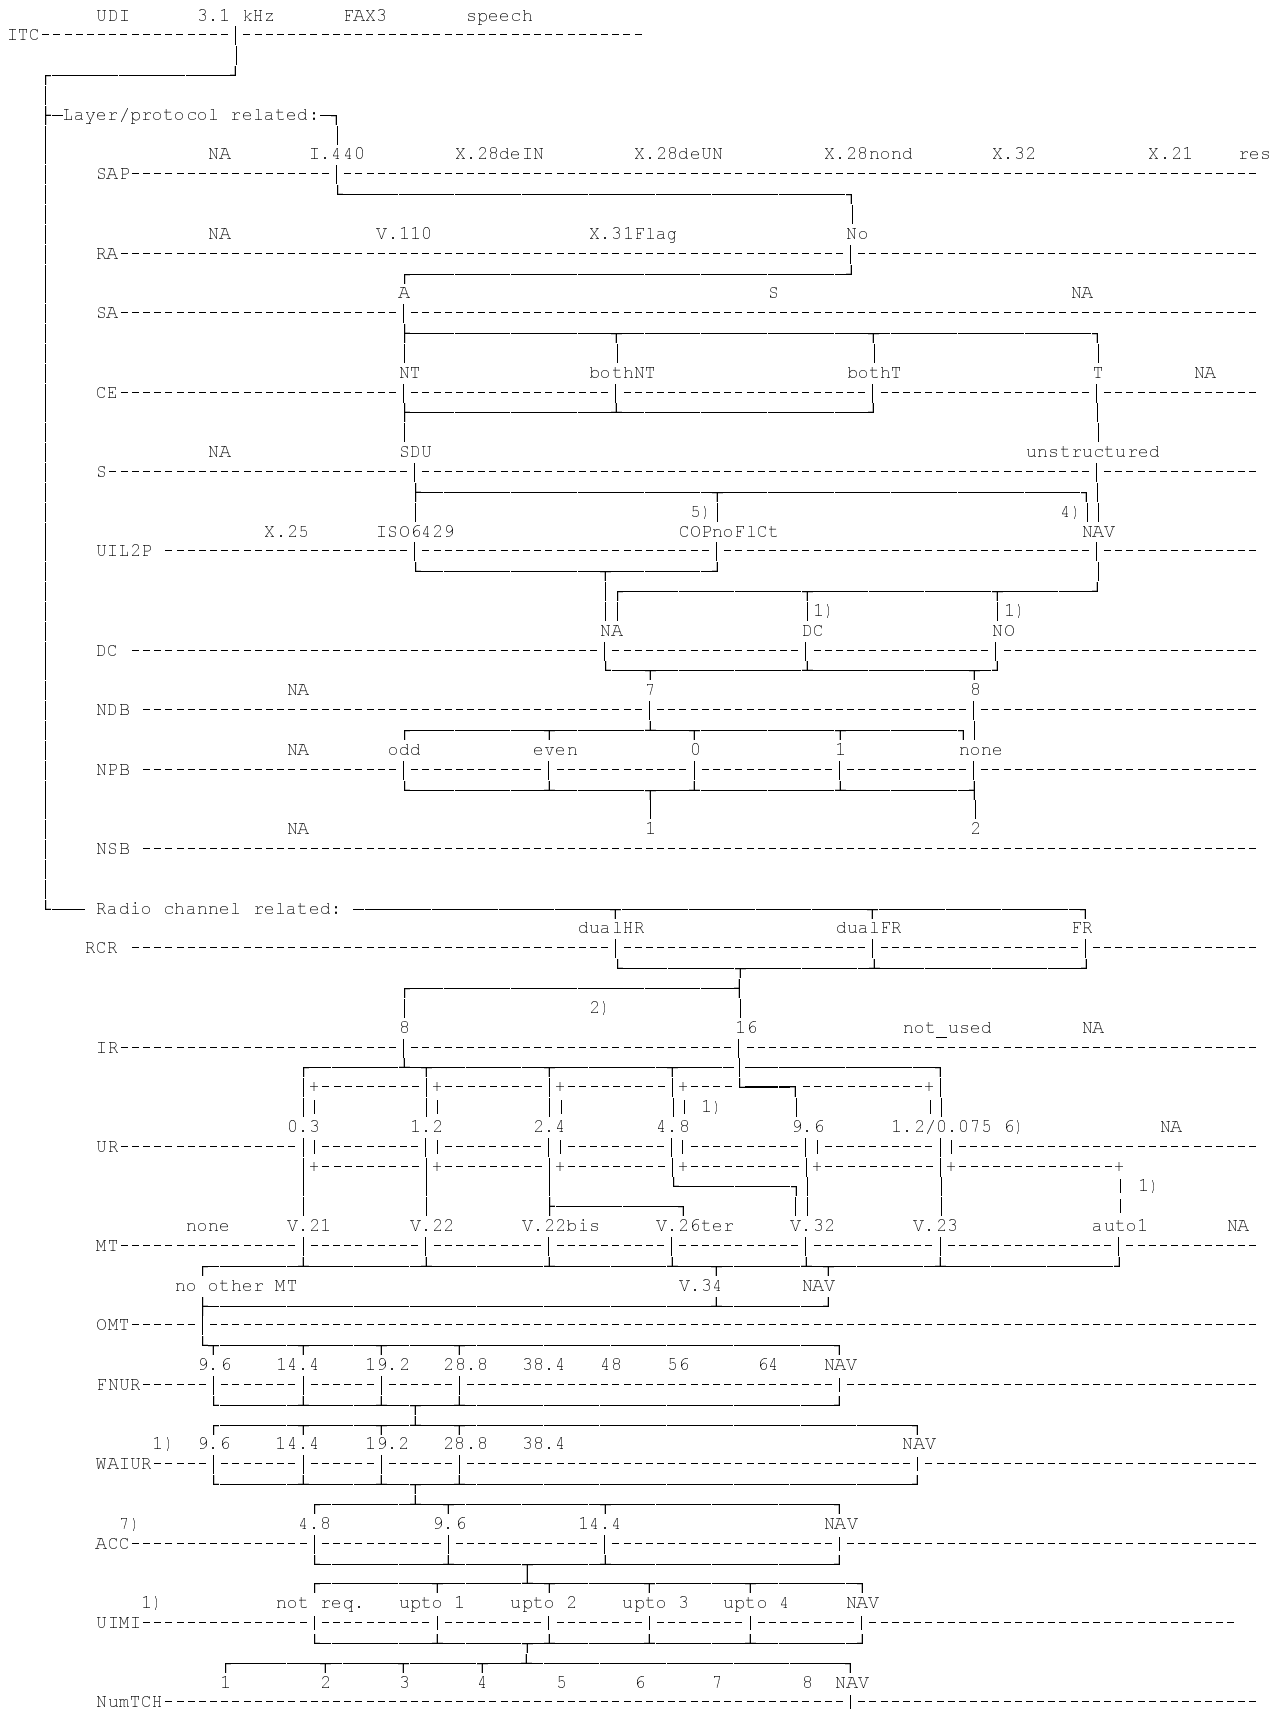 UDI 3.1 kHz FAX3 speech
ITC
Layer/protocol related:
NA I.440 X.28deIN X.28deUN X.28nond X.32 X.21 res
SAP
NA V.110 X.31Flag No
RA
A S NA
SA
NT bothNT bothT T NA
CE
NA SDU unstructured
S
5) 4)
X.25 ISO6429 COPnoFlCt NAV
UIL2P
1) 1)
NA DC NO
DC
NA 7 8
NDB
NA odd even 0 1 none
NPB
NA 1 2
NSB
Radio channel related:
dualHR dualFR FR
RCR
2)
8 16 not_used NA
IR
1)
0.3 1.2 2.4 4.8 9.6 1.2/0.075 6) NA
UR
1)
none V.21 V.22 V.22bis V.26ter V.32 V.23 auto1 NA
MT
no other MT V.34 NAV
OMT
9.6 14.4 19.2 28.8 38.4 48 56 64 NAV
FNUR
1) 9.6 14.4 19.2 28.8 38.4 NAV
WAIUR
7) 4.8 9.6 14.4 NAV
ACC
1) not req. upto 1 upto 2 upto 3 upto 4 NAV
UIMI
1 2 3 4 5 6 7 8 NAV
NumTCH